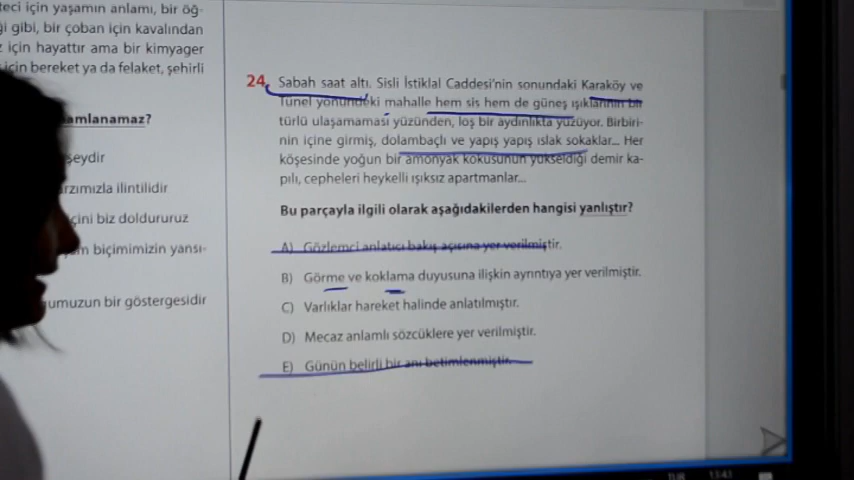 teci için yaşamın anlamı, bir öğ-
ği gibi, bir çoban için kavalından
için hayattır ama bir kimyager
için bereket ya da felaket, şehirli
amlanamaz?
şeydir
rzımızla ilintilidir
çini biz doldururuz
am biçimimizin yansı-
umuzun bir göstergesidir
24. Sabah saat altı. Sisli İstiklal Caddesi'nin sonundaki Karaköy ve
Tünel yönündeki mahalle hem sis hem de güneş ışıklarının bir
türlü ulaşamaması yüzünden, loş bir aydınlıkta yüzüyor. Birbiri-
nin içine girmiş, dolambaçlı ve yapış yapış ıslak sokaklar... Her
köşesinde yoğun bir amonyak kokusunun yükseldiği demir ka-
pılı, cepheleri heykelli ışıksız apartmanlar...
Bu parçayla ilgili olarak aşağıdakilerden hangisi yanlıştır?
A) Gözlemci anlatıcı bakış açısına yer verilmiştir.
B) Görme ve koklama duyusuna ilişkin ayrıntıya yer verilmiştir.
C) Varlıklar hareket halinde anlatılmıştır.
D) Mecaz anlamlı sözcüklere yer verilmiştir.
E) Günün belirli bir anı betimlenmiştir.